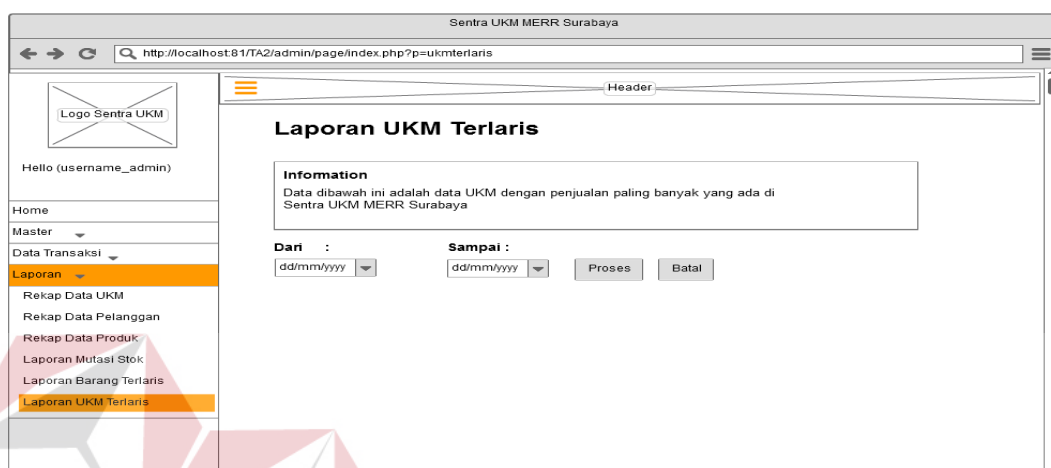 Sentra UKM MERR Surabaya
http://localhost:81/TA2/admin/page/index.php?p=ukmterlaris
Logo Sentra UKM
Header
Hello (username_admin)
Home
Master
Data Transaksi
Laporan
Rekap Data UKM
Rekap Data Pelanggan
Rekap Data Produk
Laporan Mutasi Stok
Laporan Barang Terlaris
Laporan UKM Terlaris
Laporan UKM Terlaris
Information
Data dibawah ini adalah data UKM dengan penjualan paling banyak yang ada di
Sentra UKM MERR Surabaya
Dari : Sampai :
dd/mm/yyyy dd/mm/yyyy Proses Batal